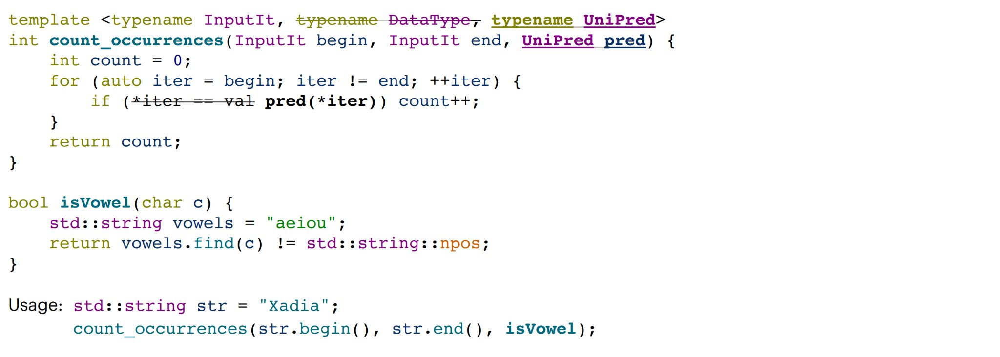 template <typename InputIt, typename DataType, typename UniPred>
int count_occurrences(InputIt begin, InputIt end, UniPred pred) {
    int count = 0;
    for (auto iter = begin; iter != end; ++iter) {
        if (*iter == val pred(*iter)) count++;
    }
    return count;
}

bool isVowel(char c) {
    std::string vowels = "aeiou";
    return vowels.find(c) != std::string::npos;
}

Usage: std::string str = "Xadia";
       count_occurrences(str.begin(), str.end(), isVowel);